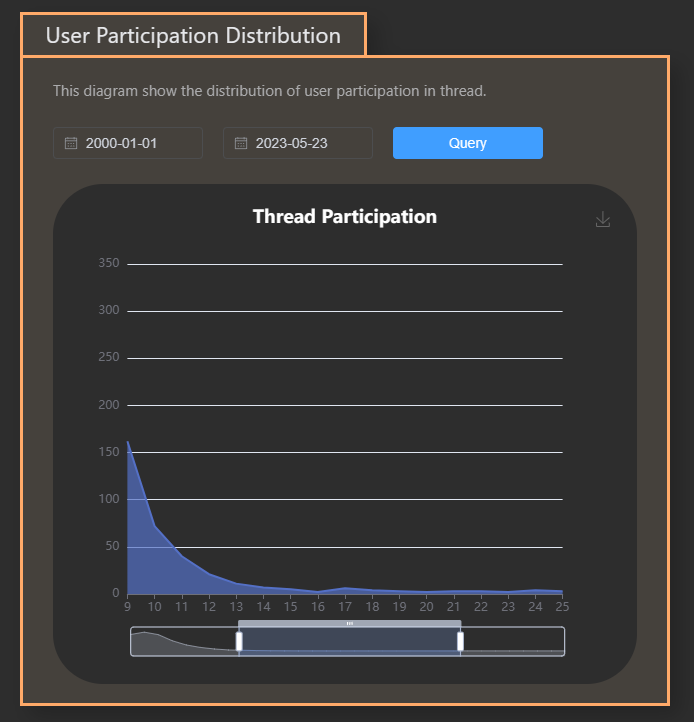 User Participation Distribution
This diagram show the distribution of user participation in thread.
2000-01-01 2023-05-23 Query
Thread Participation
350
300
250
200
150
100
50
0
9 10 11 12 13 14 15 16 17 18 19 20 21 22 23 24 25